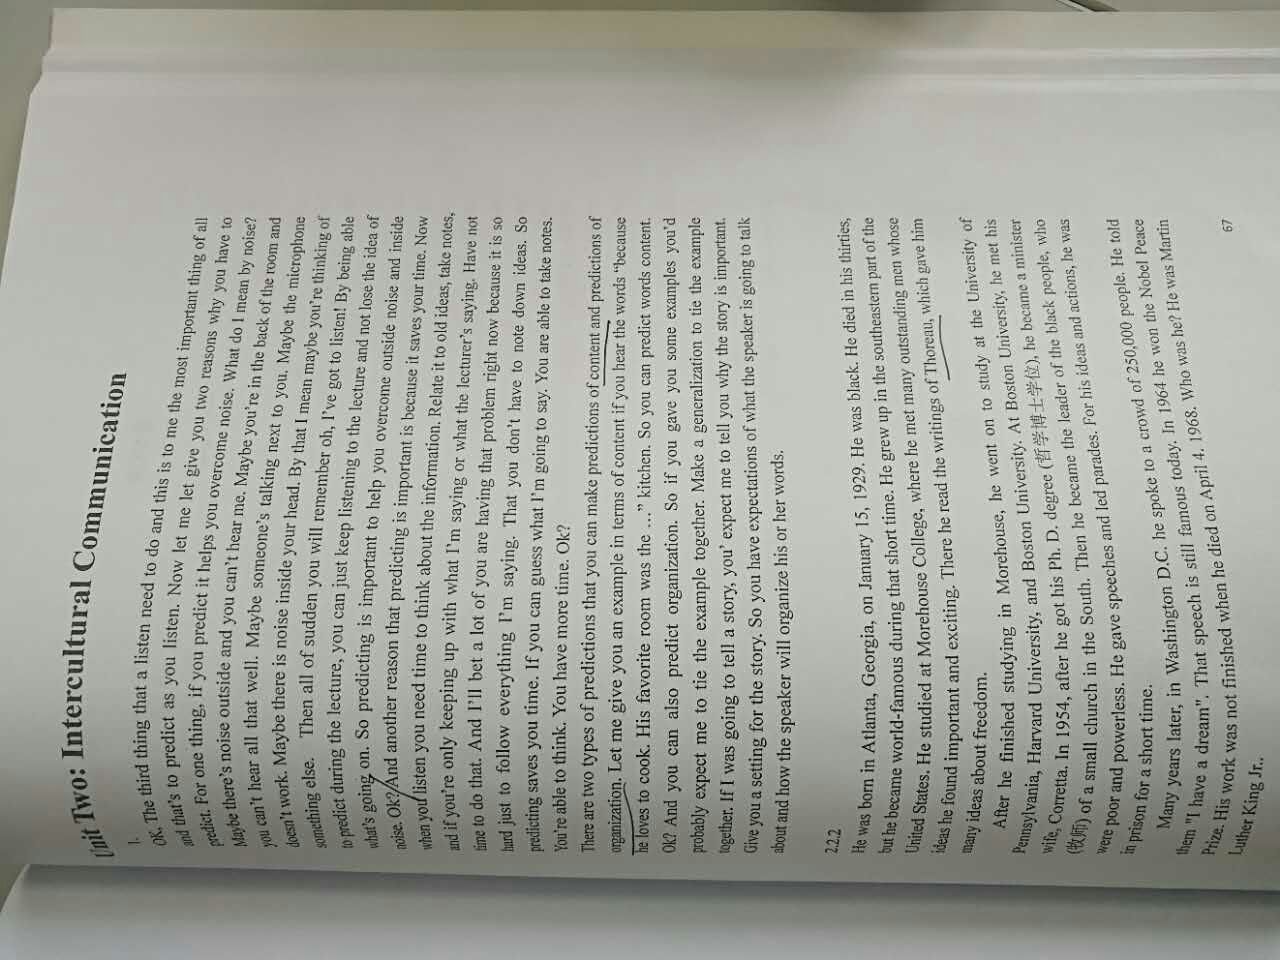 Unit Two: Intercultural Communication
1.
OK, The third thing that a listen need to do and this is to me the most important thing of all
and that's to predict as you listen. Now let me let give you two reasons why you have to
predict. For one thing, if you predict it helps you overcome noise. What do I mean by noise?
Maybe there's noise outside and you can't hear me. Maybe you're in the back of the room and
you can't hear all that well. Maybe someone's talking next to you. Maybe the microphone
doesn't work. Maybe there is noise inside your head. By that I mean maybe you're thinking of
something else. Then all of sudden you will remember oh, I've got to listen! By being able
to predict during the lecture, you can just keep listening to the lecture and not lose the idea of
what's going on. So predicting is important to help you overcome outside noise and inside
noise. Ok? And another reason that predicting is important is because it saves your time. Now
when you listen you need time to think about the information. Relate it to old ideas, take notes,
and if you're only keeping up with what I'm saying or what the lecturer's saying. Have not
time to do that. And I'll bet a lot of you are having that problem right now because it is so
hard just to follow everything I'm saying. That you don't have to note down ideas. So
predicting saves you time. If you can guess what I'm going to say. You are able to take notes.
You're able to think. You have more time. Ok?
There are two types of predictions that you can make predictions of content and predictions of
organization. Let me give you an example in terms of content if you hear the words “because
he loves to cook. His favorite room was the …” kitchen. So you can predict words content.
Ok? And you can also predict organization. So if you gave you some examples you'd
probably expect me to tie the example together. Make a generalization to tie the example
together. If I was going to tell a story, you' expect me to tell you why the story is important.
Give you a setting for the story. So you have expectations of what the speaker is going to talk
about and how the speaker will organize his or her words.
2.2.2
He was born in Atlanta, Georgia, on January 15, 1929. He was black. He died in his thirties,
but he became world-famous during that short time. He grew up in the southeastern part of the
United States. He studied at Morehouse College, where he met many outstanding men whose
ideas he found important and exciting. There he read the writings of Thoreau, which gave him
many ideas about freedom.
After he finished studying in Morehouse, he went on to study at the University of
Pennsylvania, Harvard University, and Boston University. At Boston University, he met his
wife, Corretta. In 1954, after he got his Ph. D. degree (哲学博士学位), he became a minister
(牧师) of a small church in the South. Then he became the leader of the black people, who
were poor and powerless. He gave speeches and led parades. For his ideas and actions, he was
in prison for a short time.
Many years later, in Washington D.C. he spoke to a crowd of 250,000 people. He told
them "I have a dream". That speech is still famous today. In 1964 he won the Nobel Peace
Prize. His work was not finished when he died on April 4. 1968. Who was he? He was Martin
Luther King Jr..
67